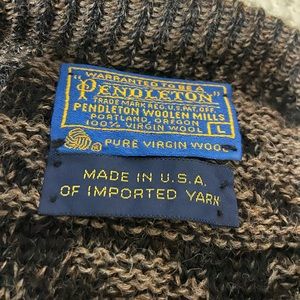 WARRANTED TO BE A
"PENDLETON"
TRADE MARK REG. U.S. PAT. OFF.
PENDLETON WOOLEN MILLS
PORTLAND, OREGON
100% VIRGIN WOOL
L
PURE VIRGIN WOOL
MADE IN U.S.A.
OF IMPORTED YARN